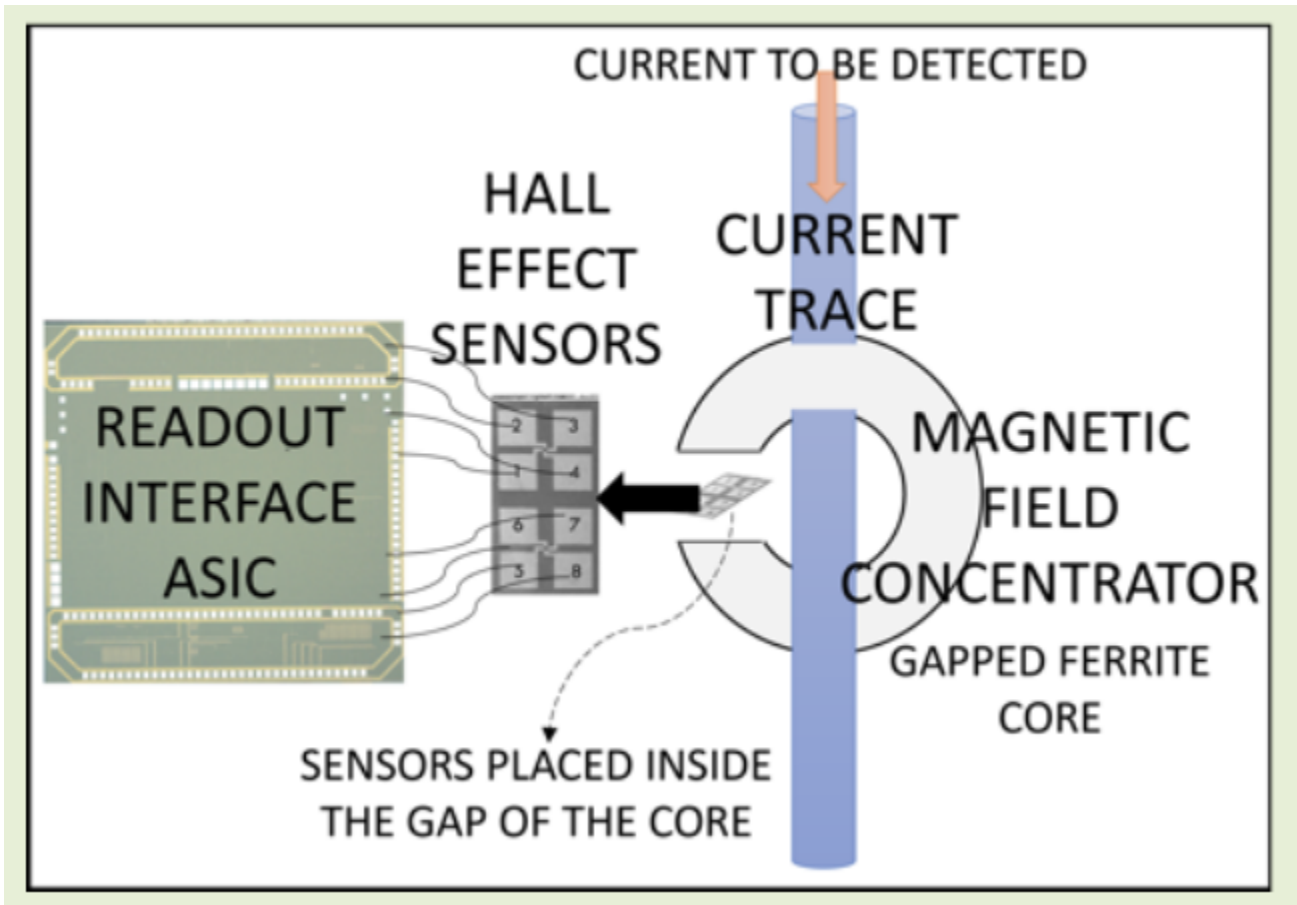 CURRENT TO BE DETECTED
HALL
EFFECT
SENSORS
CURRENT
TRACE
READOUT
INTERFACE
ASIC
2 3
1 4
6 7
5 8
MAGNETIC
FIELD
CONCENTRATOR
GAPPED FERRITE
CORE
SENSORS PLACED INSIDE
THE GAP OF THE CORE